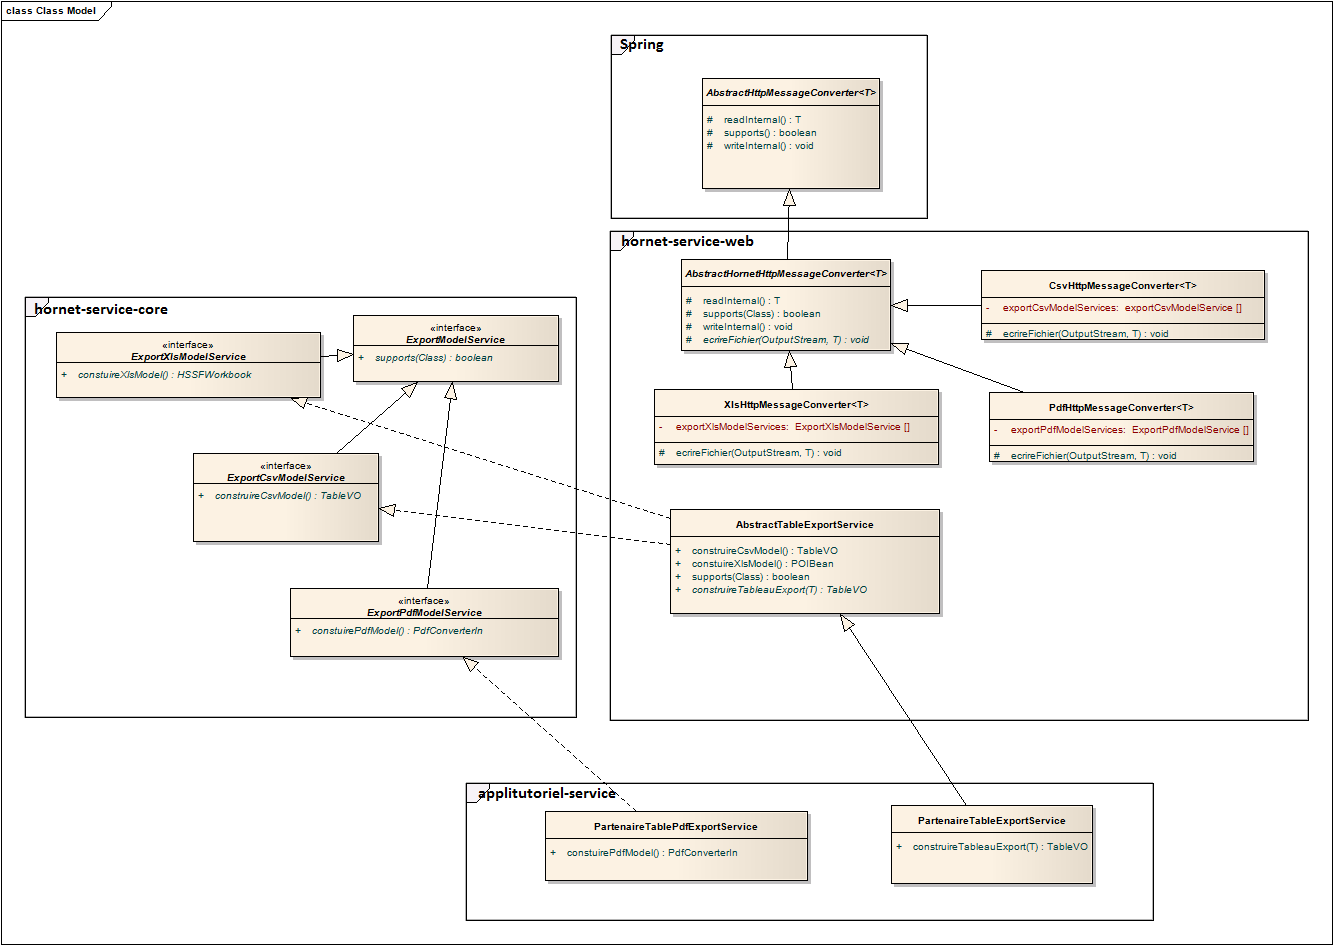 class Class Model
Spring
AbstractHttpMessageConverter<T>
# readInternal() : T
# supports() : boolean
# writeInternal() : void
hornet-service-web
AbstractHornetHttpMessageConverter<T>
# readInternal() : T
# supports(Class) : boolean
# writeInternal() : void
# ecrireFichier(OutputStream, T) : void
CsvHttpMessageConverter<T>
- exportCsvModelServices: exportCsvModelService []
# ecrireFichier(OutputStream, T) : void
XlsHttpMessageConverter<T>
- exportXlsModelServices: ExportXlsModelService []
# ecrireFichier(OutputStream, T) : void
PdfHttpMessageConverter<T>
- exportPdfModelServices: ExportPdfModelService []
# ecrireFichier(OutputStream, T) : void
AbstractTableExportService
+ construireCsvModel() : TableVO
+ constuireXlsModel() : POIBean
+ supports(Class) : boolean
+ construireTableauExport(T) : TableVO
hornet-service-core
«interface»
ExportXlsModelService
+ constuireXlsModel() : HSSFWorkbook
«interface»
ExportModelService
+ supports(Class) : boolean
«interface»
ExportCsvModelService
+ construireCsvModel() : TableVO
«interface»
ExportPdfModelService
+ constuirePdfModel() : PdfConverterIn
applitutoriel-service
PartenaireTablePdfExportService
+ constuirePdfModel() : PdfConverterIn
PartenaireTableExportService
+ construireTableauExport(T) : TableVO